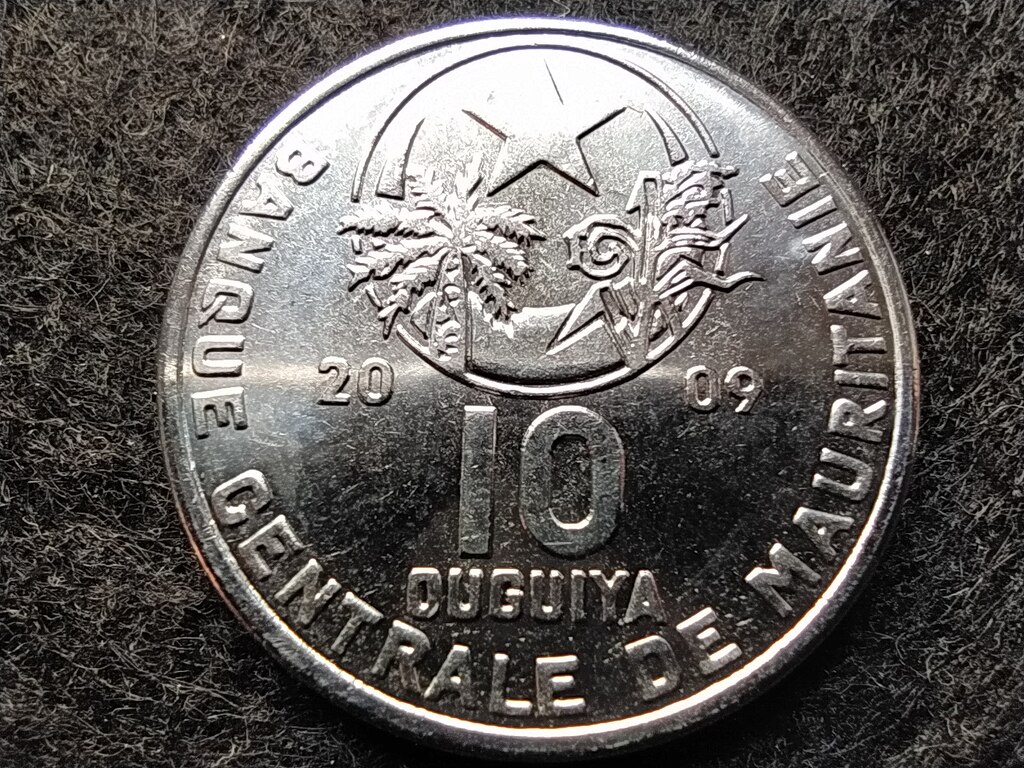 BANQUE CENTRALE DE MAURITANIE
20 09
10
OUGUIYA